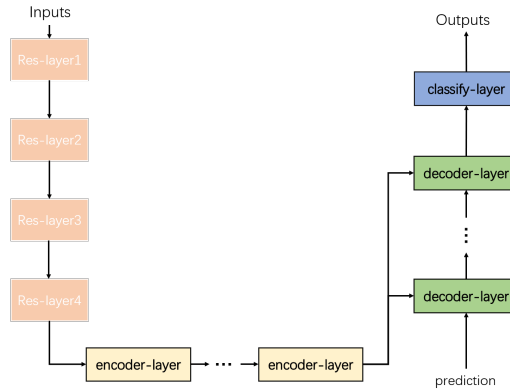 Inputs
Res-layer1
Res-layer2
Res-layer3
Res-layer4
encoder-layer
...
encoder-layer
Outputs
classify-layer
decoder-layer
...
decoder-layer
prediction